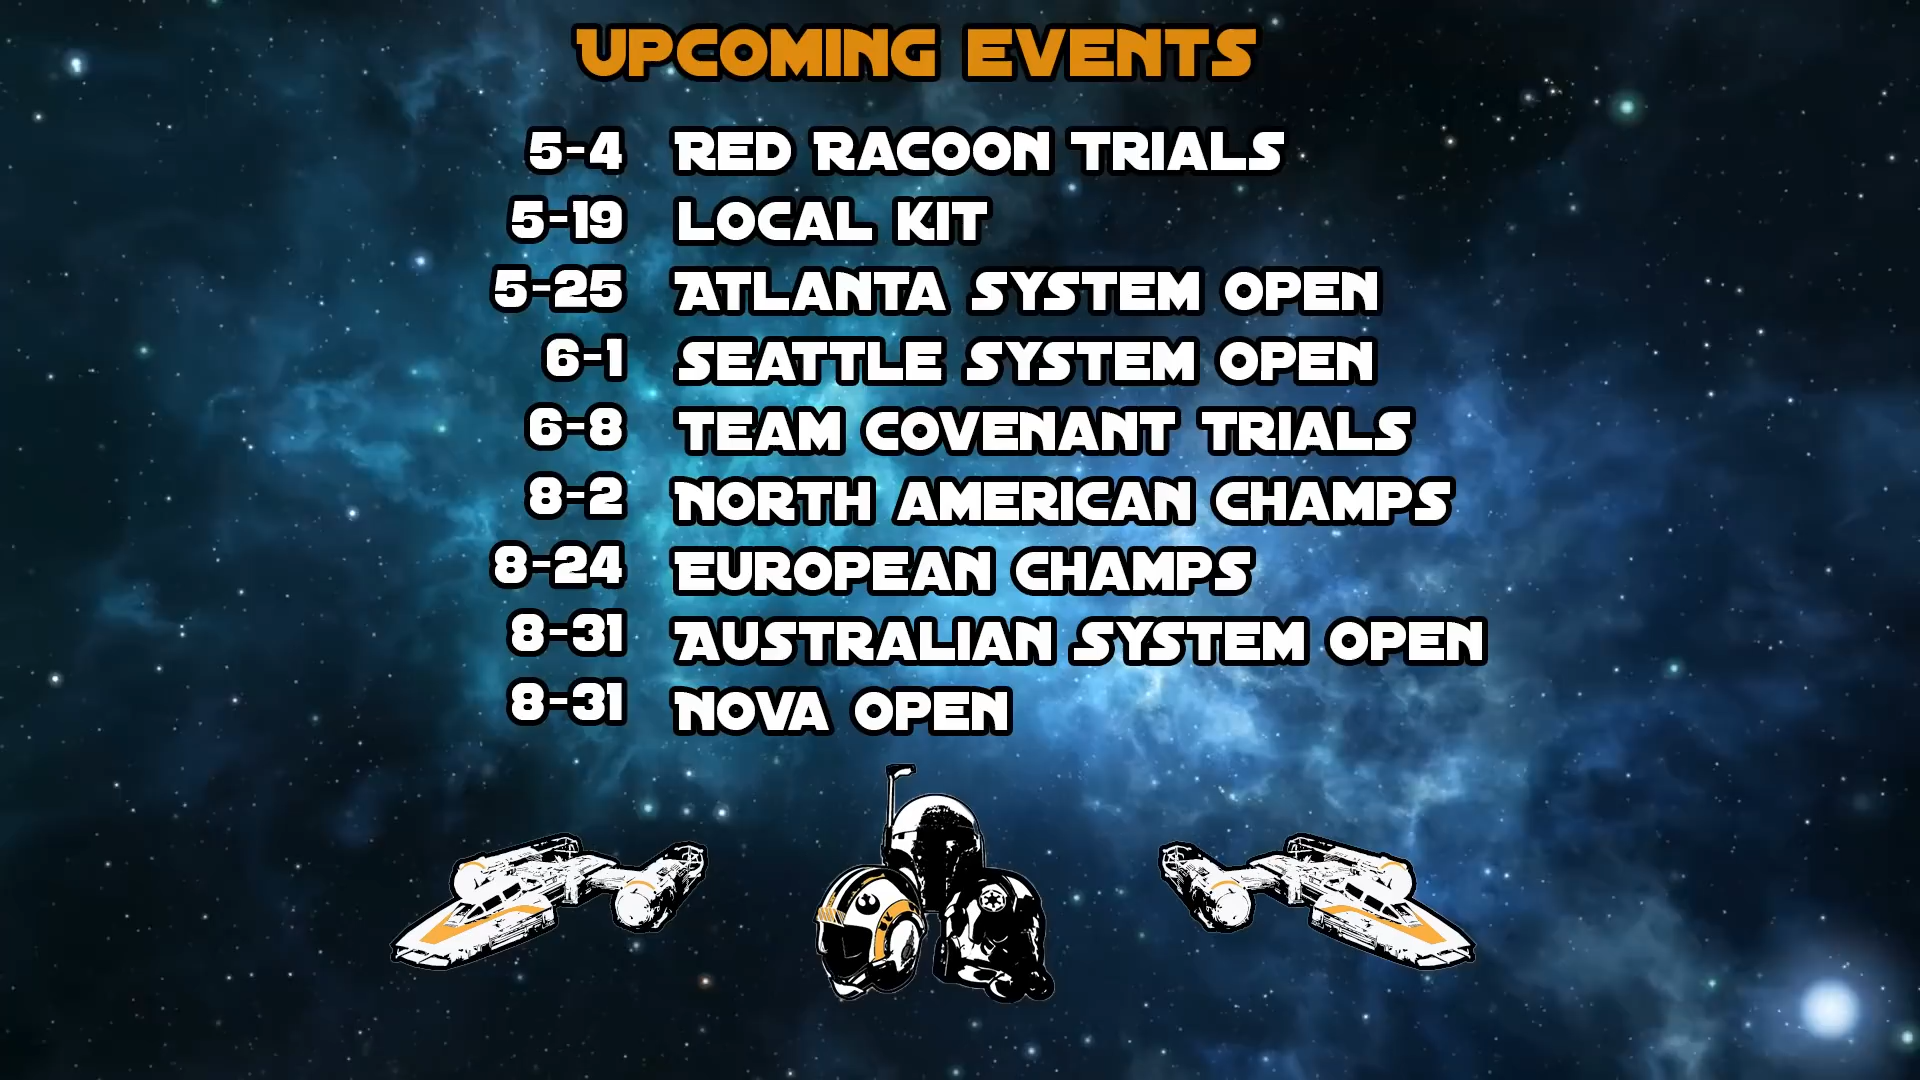 UPCOMING EVENTS
5-4 RED RACOON TRIALS
5-19 LOCAL KIT
5-25 ATLANTA SYSTEM OPEN
6-1 SEATTLE SYSTEM OPEN
6-8 TEAM COVENANT TRIALS
8-2 NORTH AMERICAN CHAMPS
8-24 EUROPEAN CHAMPS
8-31 AUSTRALIAN SYSTEM OPEN
8-31 NOVA OPEN